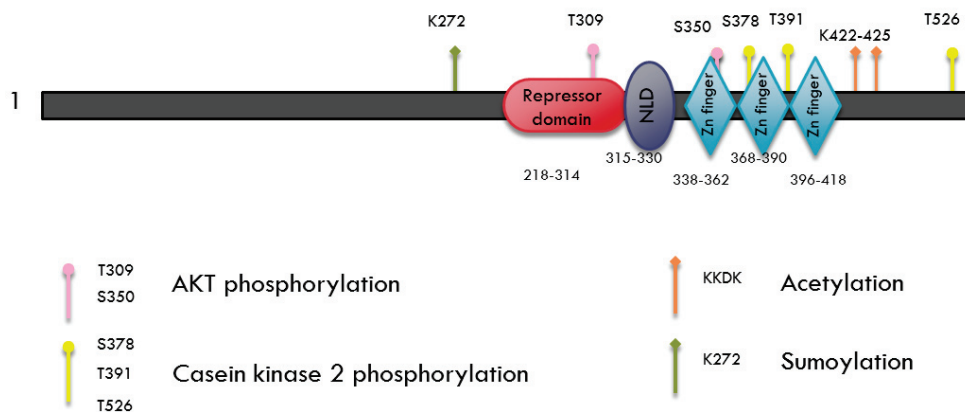 K272
T309
S350
S378
T391
K422-425
T526
1
Repressor
domain
NLD
Zn finger
Zn finger
Zn finger
218-314
315-330
338-362
368-390
396-418
T309
S350
AKT phosphorylation
S378
T391
T526
Casein kinase 2 phosphorylation
KKDK
Acetylation
K272
Sumoylation